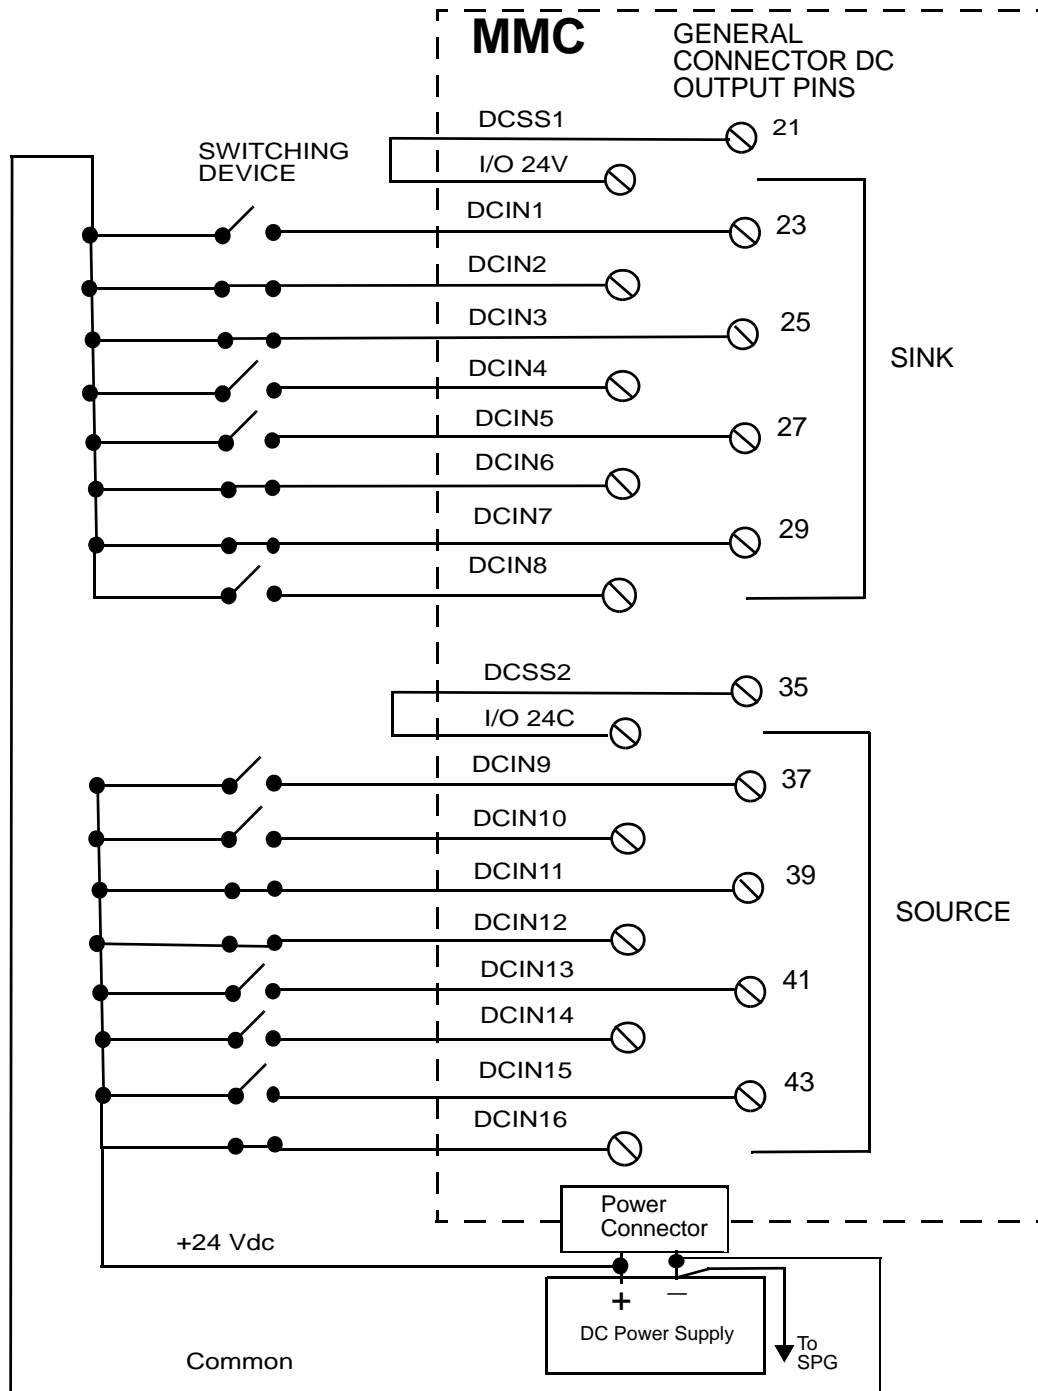 MMC
GENERAL
CONNECTOR DC
OUTPUT PINS
DCSS1
21
SWITCHING
DEVICE
I/O 24V
DCIN1
23
DCIN2
DCIN3
25
SINK
DCIN4
DCIN5
27
DCIN6
DCIN7
29
DCIN8
DCSS2
35
I/O 24C
DCIN9
37
DCIN10
DCIN11
39
SOURCE
DCIN12
DCIN13
41
DCIN14
DCIN15
43
DCIN16
Power
Connector
+24 Vdc
+ –
DC Power Supply
To
SPG
Common